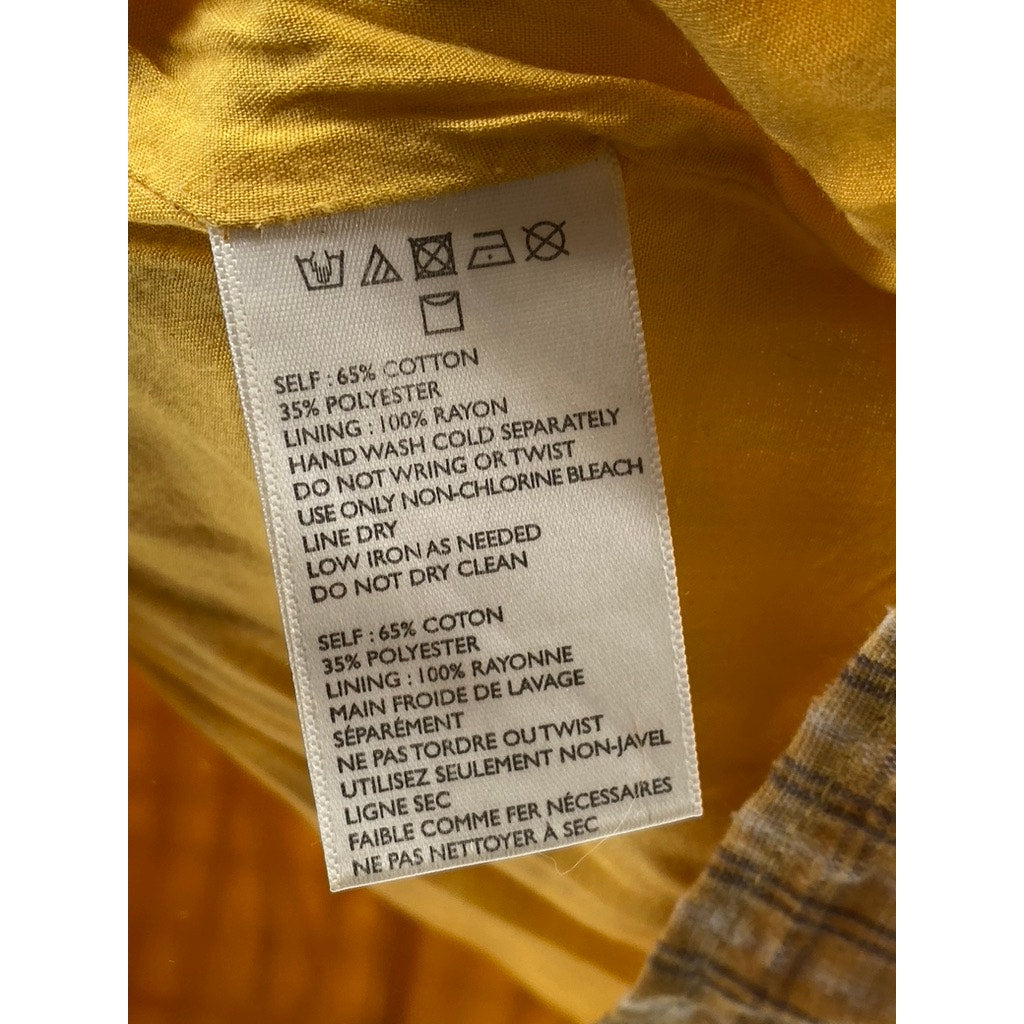 SELF : 65% COTTON
35% POLYESTER
LINING : 100% RAYON
HAND WASH COLD SEPARATELY
DO NOT WRING OR TWIST
USE ONLY NON-CHLORINE BLEACH
LINE DRY
LOW IRON AS NEEDED
DO NOT DRY CLEAN
SELF : 65% COTON
35% POLYESTER
LINING : 100% RAYONNE
MAIN FROIDE DE LAVAGE
SÉPARÉMENT
NE PAS TORDRE OU TWIST
UTILISEZ SEULEMENT NON-JAVEL
LIGNE SEC
FAIBLE COMME FER NÉCESSAIRES
NE PAS NETTOYER À SEC